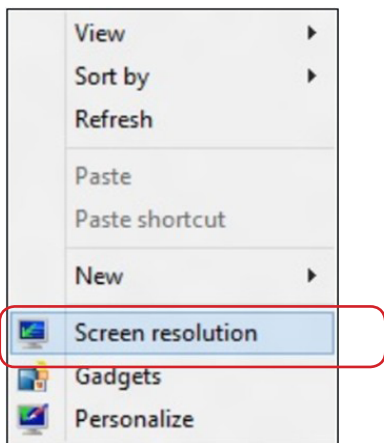 View
Sort by
Refresh
Paste
Paste shortcut
New
Screen resolution
Gadgets
Personalize